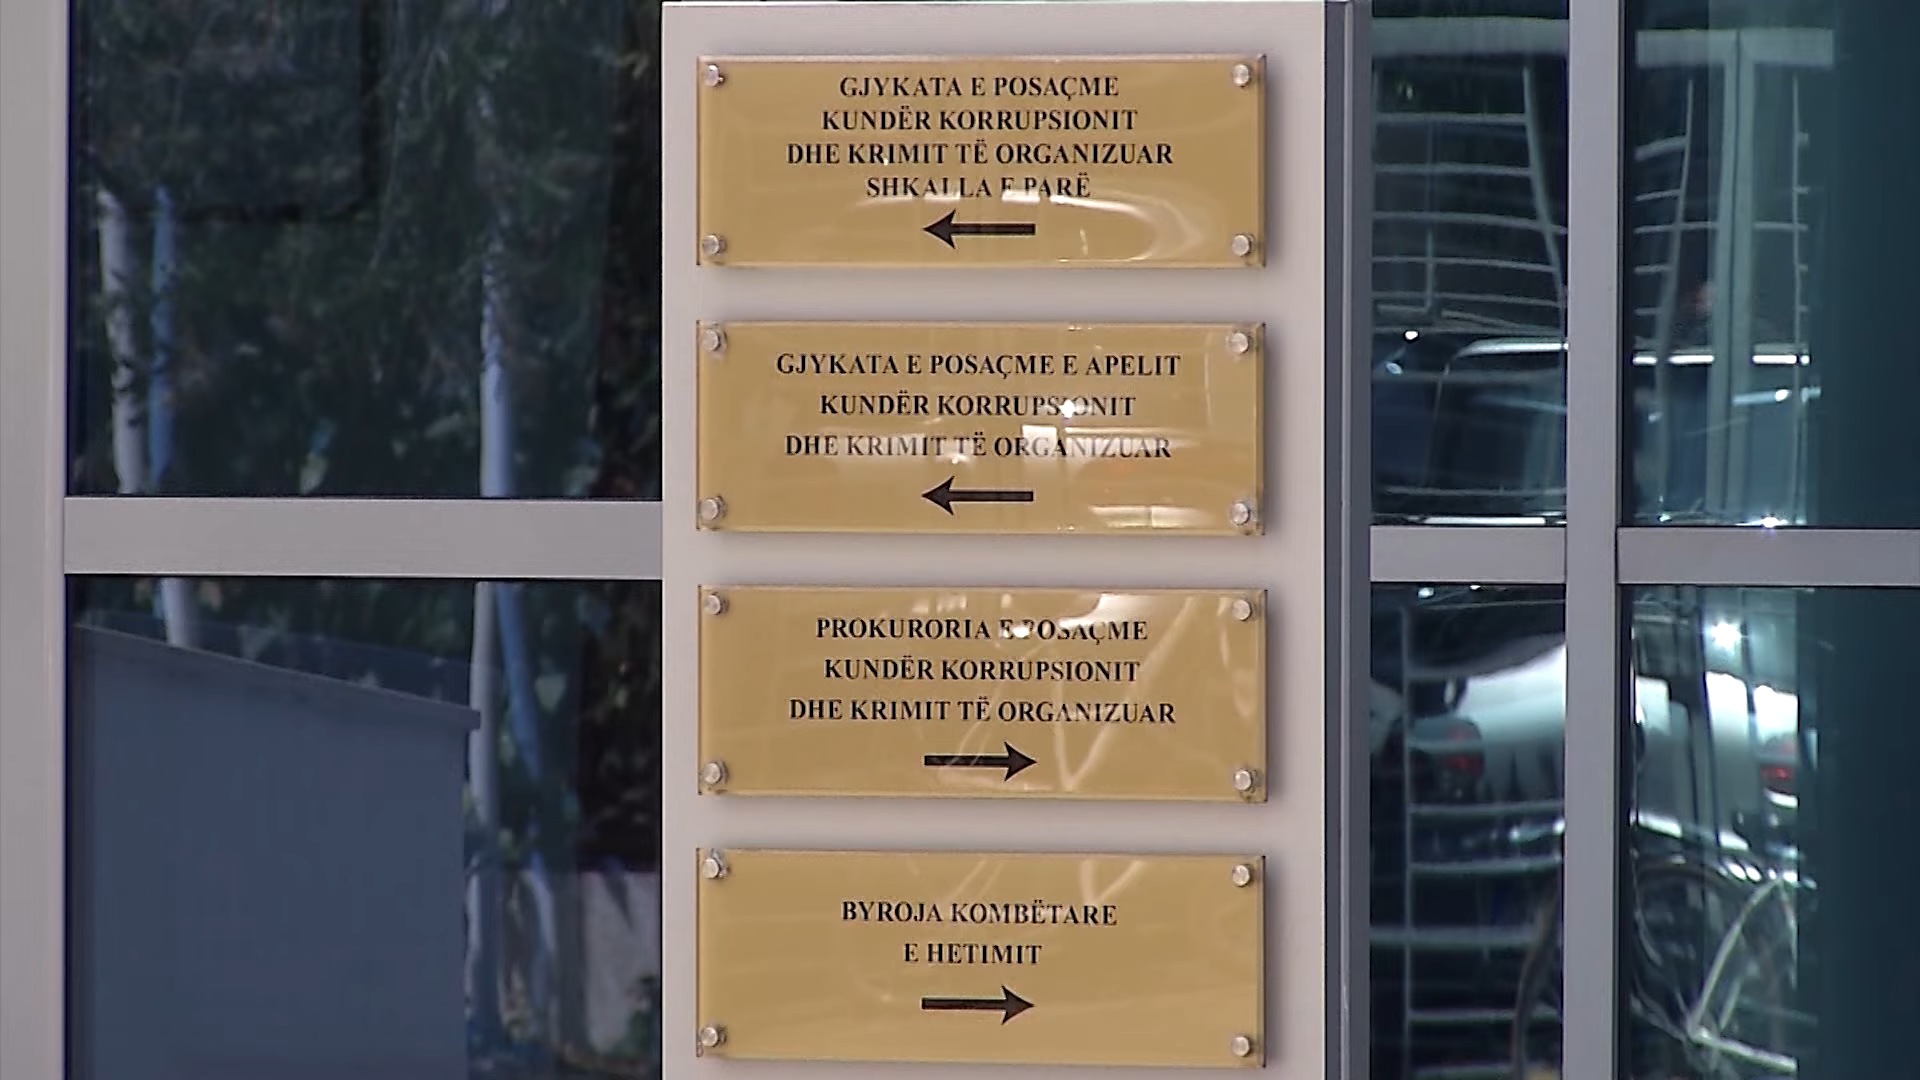 GJYKATA E POSAÇME
KUNDËR KORRUPSIONIT
DHE KRIMIT TË ORGANIZUAR
SHKALLA E PARË
GJYKATA E POSAÇME E APELIT
KUNDËR KORRUPSIONIT
DHE KRIMIT TË ORGANIZUAR
PROKURORIA E POSAÇME
KUNDËR KORRUPSIONIT
DHE KRIMIT TË ORGANIZUAR
BYROJA KOMBËTARE
E HETIMIT